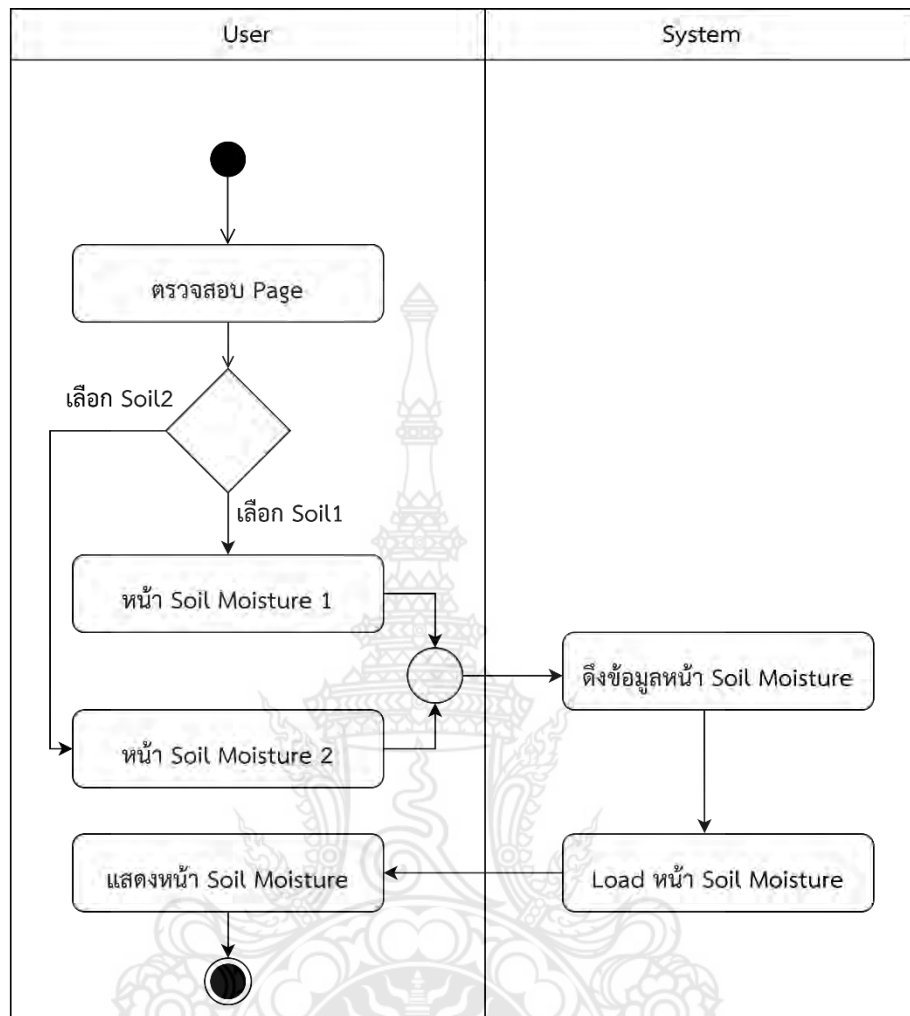 User
System
ตรวจสอบ Page
เลือก Soil2
เลือก Soil1
หน้า Soil Moisture 1
ดึงข้อมูลหน้า Soil Moisture
หน้า Soil Moisture 2
แสดงหน้า Soil Moisture
Load หน้า Soil Moisture